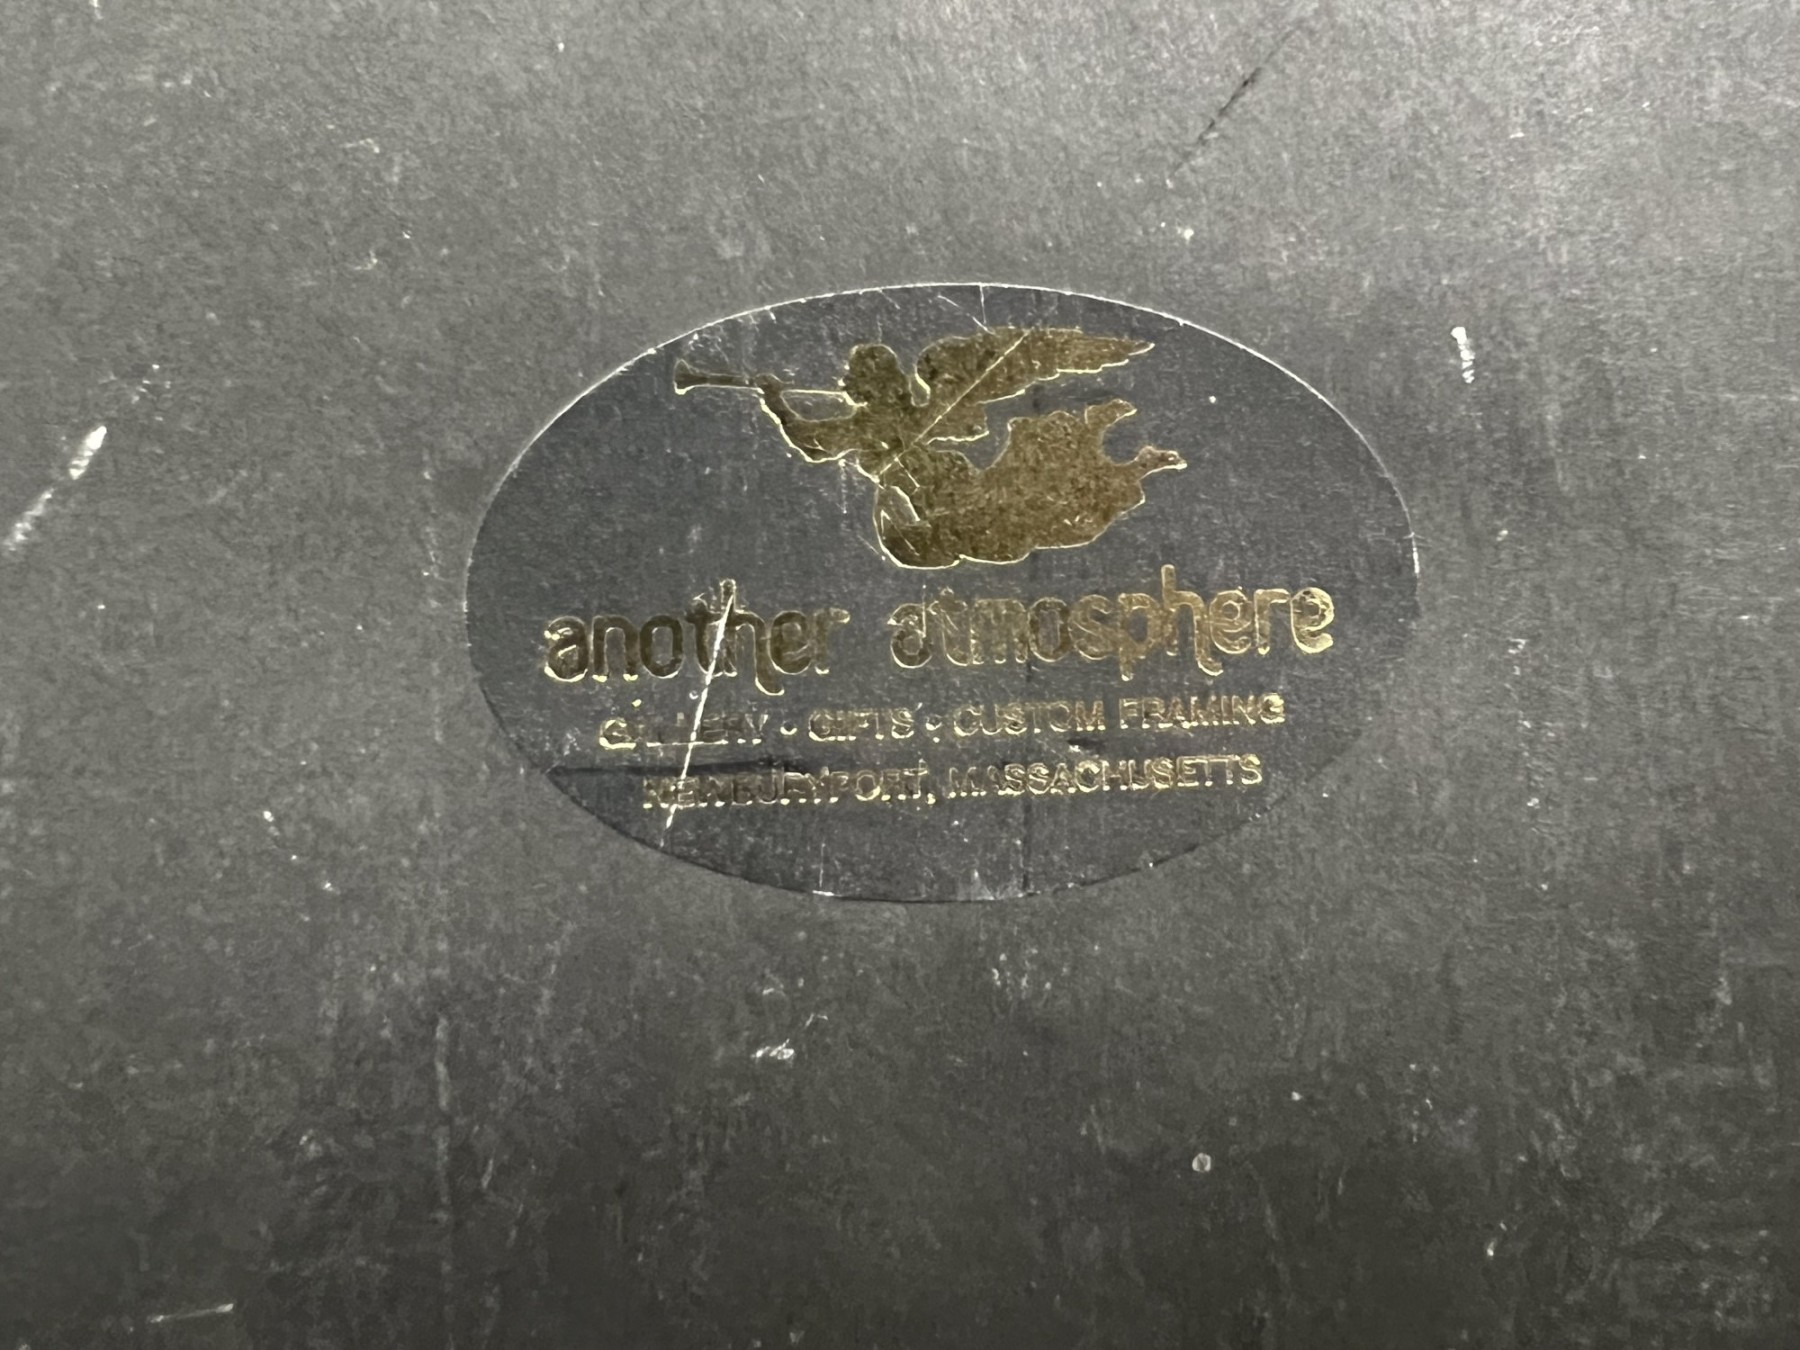 another atmosphere
GALLERY • GIFTS • CUSTOM FRAMING
NEWBURYPORT, MASSACHUSETTS